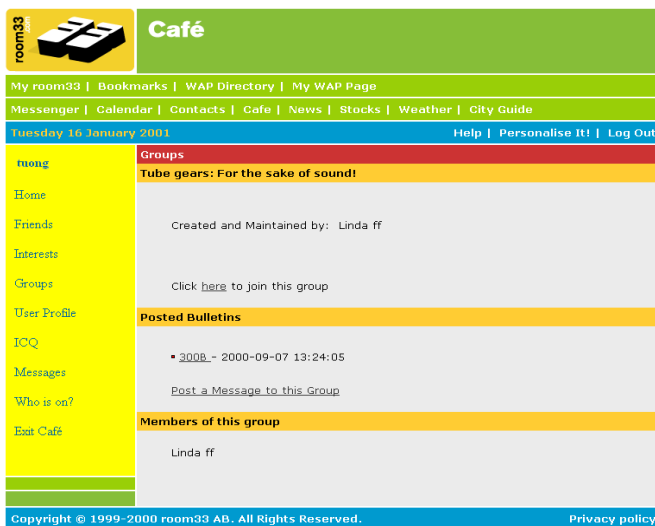 room33
.com
Café
My room33 | Bookmarks | WAP Directory | My WAP Page
Messenger | Calendar | Contacts | Cafe | News | Stocks | Weather | City Guide
Tuesday 16 January 2001 Help | Personalise It! | Log Out
tuong
Home
Friends
Interests
Groups
User Profile
ICQ
Messages
Who is on?
Exit Café
Groups
Tube gears: For the sake of sound!
Created and Maintained by: Linda ff
Click here to join this group
Posted Bulletins
300B - 2000-09-07 13:24:05
Post a Message to this Group
Members of this group
Linda ff
Copyright © 1999-2000 room33 AB. All Rights Reserved. Privacy policy